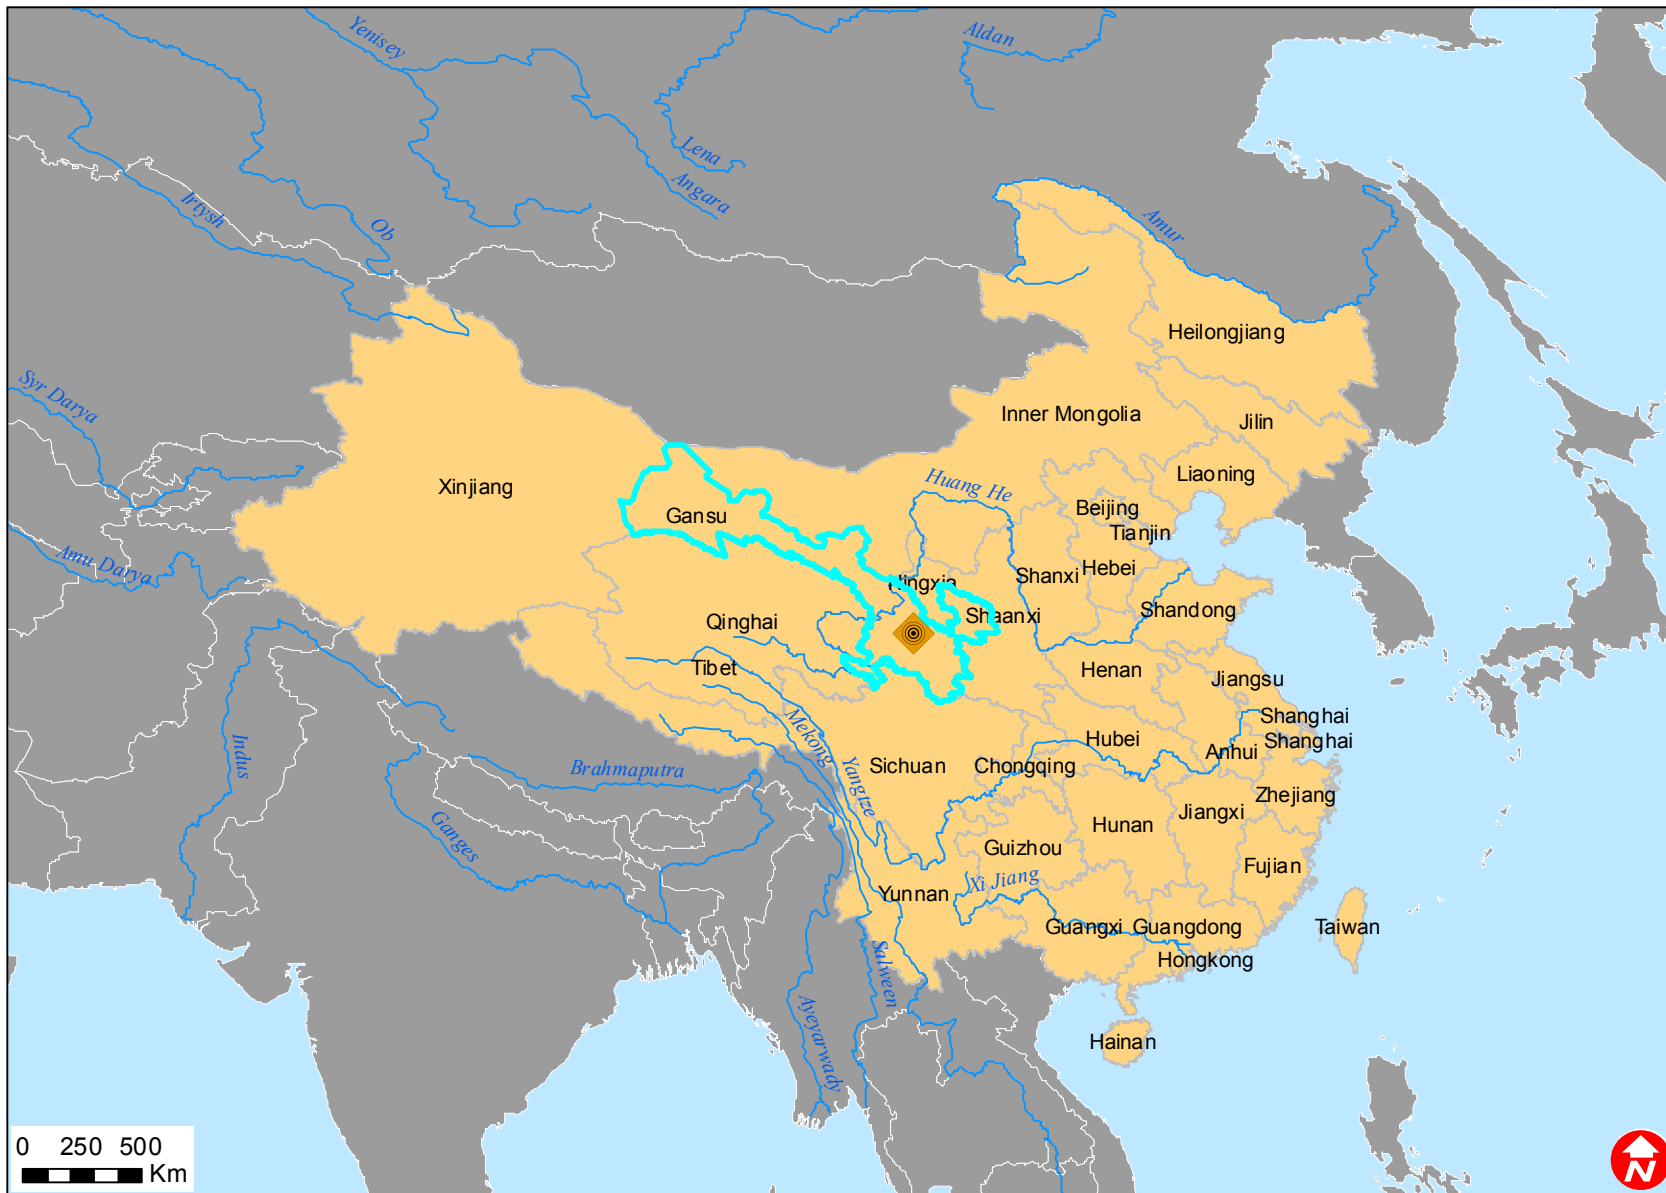 Yenisey
Aldan
Lena
Angara
Irtysh
Ob
Amur
Heilongjiang
Syr Darya
Inner Mongolia
Jilin
Liaoning
Xinjiang
Huang He
Gansu
Beijing
Tianjin
Amu Darya
Ningxia
Shanxi
Hebei
Shaanxi
Shandong
Qinghai
Tibet
Henan
Jiangsu
Shanghai
Mekong
Hubei
Shanghai
Anhui
Indus
Brahmaputra
Yangtze
Sichuan
Chongqing
Zhejiang
Jiangxi
Ganges
Hunan
Guizhou
Fujian
Xi Jiang
Yunnan
Guangxi
Guangdong
Taiwan
Salween
Hongkong
Ayeyarwady
Hainan
0 250 500
Km
N